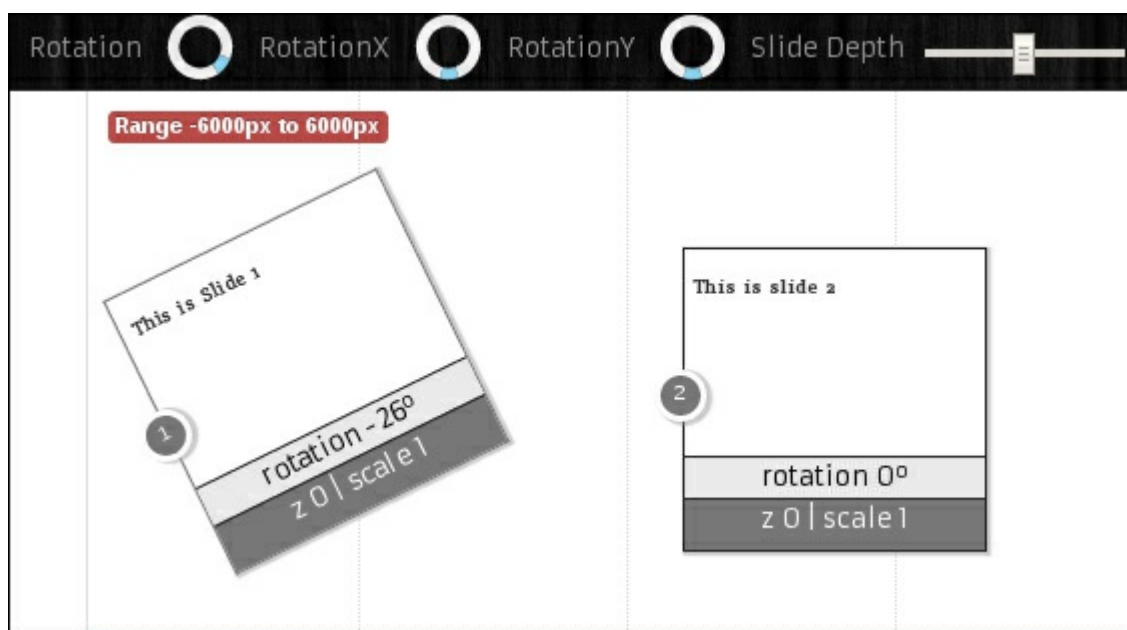 Rotation RotationX RotationY Slide Depth
Range -6000px to 6000px
This is Slide 1
1
rotation -26º
z 0 | scale 1
This is slide 2
2
rotation 0º
z 0 | scale 1